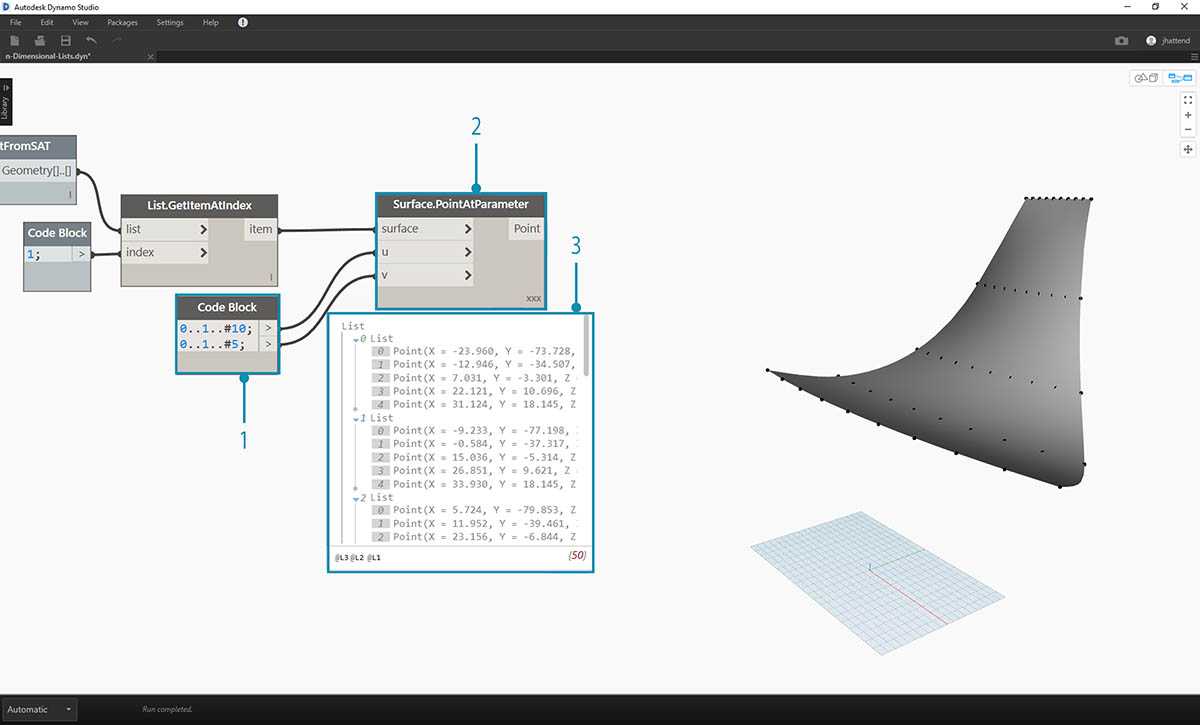 Autodesk Dynamo Studio
File Edit View Packages Settings Help
jhattend
n-Dimensional-Lists.dyn*
Library
2
tFromSAT
Geometry[]..[]
List.GetItemAtIndex
list > item
index >
Code Block
1; >
Surface.PointAtParameter
surface > Point
u >
v >
xxx
3
Code Block
0..1..#10; >
0..1..#5; >
1
List
0 List
0 Point(X = -23.960, Y = -73.728,
1 Point(X = -12.946, Y = -34.507,
2 Point(X = 7.031, Y = -3.301, Z
3 Point(X = 22.121, Y = 10.696, Z
4 Point(X = 31.124, Y = 18.145, Z
1 List
0 Point(X = -9.233, Y = -77.198,
1 Point(X = -0.584, Y = -37.317,
2 Point(X = 15.036, Y = -5.314, Z
3 Point(X = 26.851, Y = 9.621, Z
4 Point(X = 33.930, Y = 18.145, Z
2 List
0 Point(X = 5.724, Y = -79.853, Z
1 Point(X = 11.952, Y = -39.461,
2 Point(X = 23.156, Y = -6.844, Z
@L3 @L2 @L1 {50}
Automatic
Run completed.